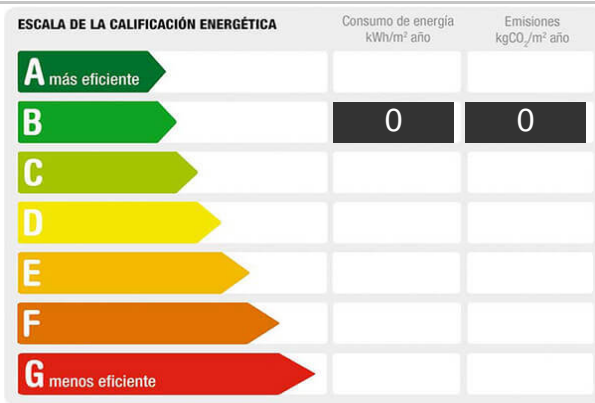 ESCALA DE LA CALIFICACIÓN ENERGÉTICA
Consumo de energía
kWh/m² año
Emisiones
kgCO₂/m² año
A más eficiente
B 0 0
C
D
E
F
G menos eficiente